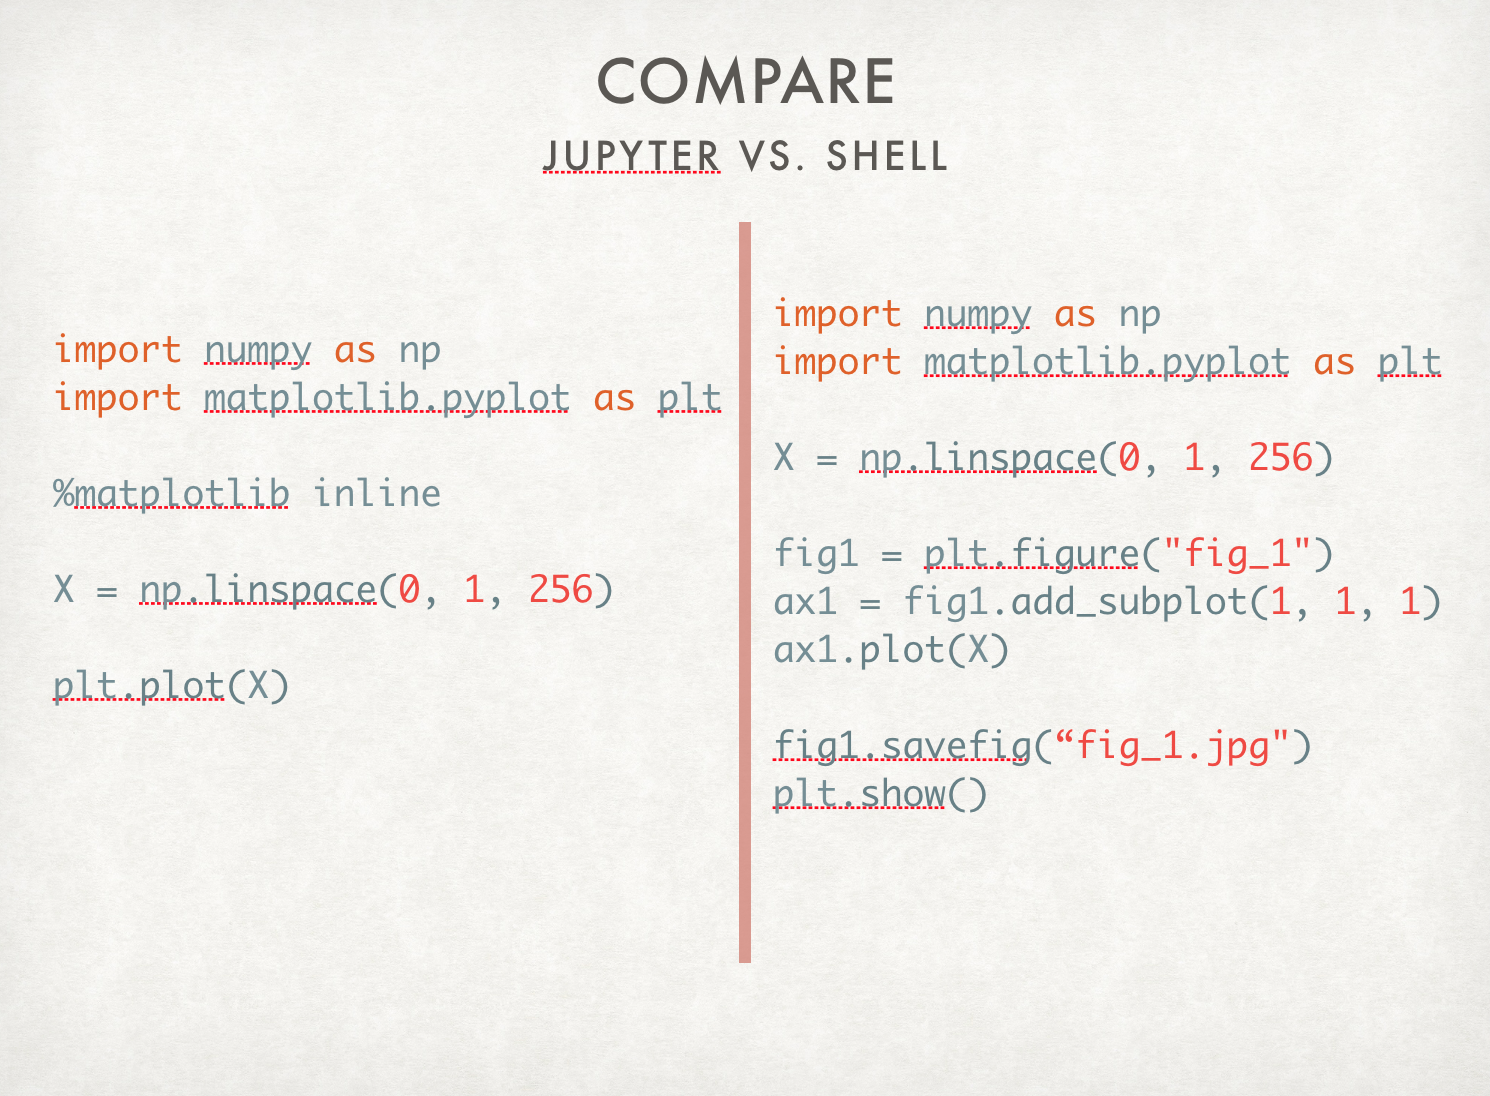 COMPARE
JUPYTER VS. SHELL
import numpy as np
import matplotlib.pyplot as plt
%matplotlib inline
X = np.linspace(0, 1, 256)
plt.plot(X)
import numpy as np
import matplotlib.pyplot as plt
X = np.linspace(0, 1, 256)
fig1 = plt.figure("fig_1")
ax1 = fig1.add_subplot(1, 1, 1)
ax1.plot(X)
fig1.savefig(“fig_1.jpg")
plt.show()